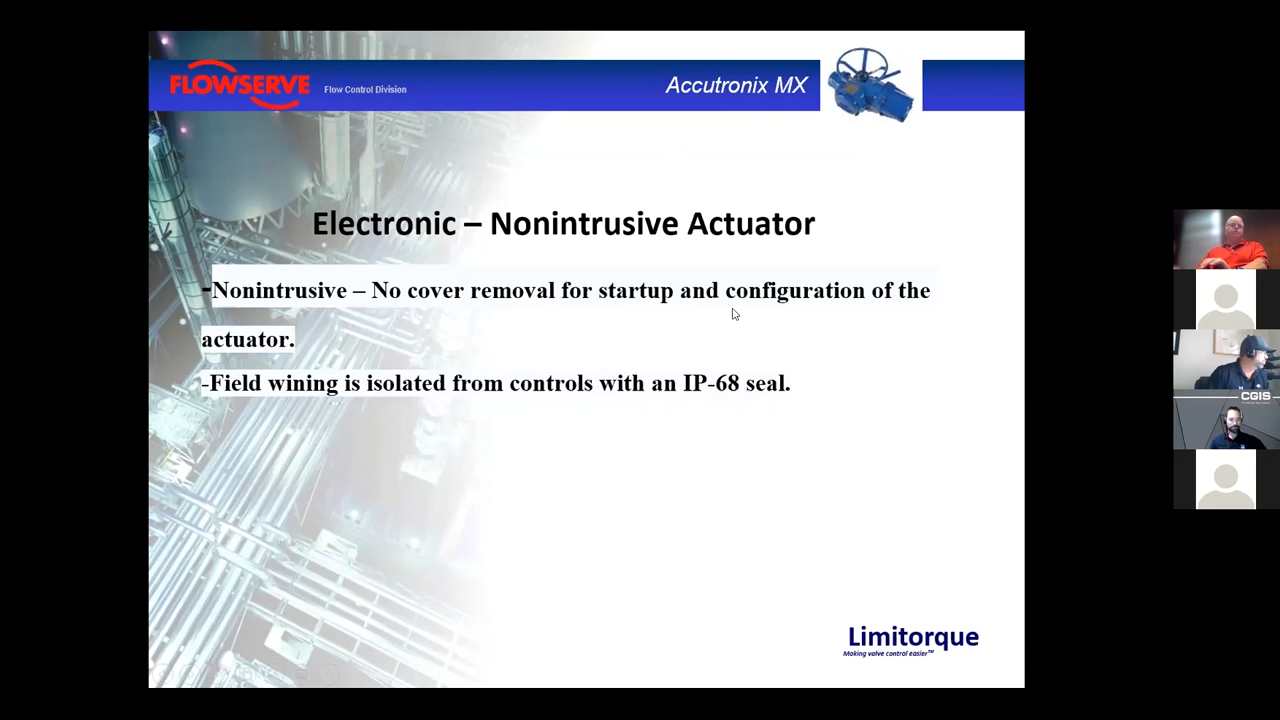 FLOWSERVE
Flow Control Division
Accutronix MX
Electronic – Nonintrusive Actuator
-Nonintrusive – No cover removal for startup and configuration of the
actuator.
-Field wining is isolated from controls with an IP-68 seal.
CGIS
Limitorque
Making valve control easier™